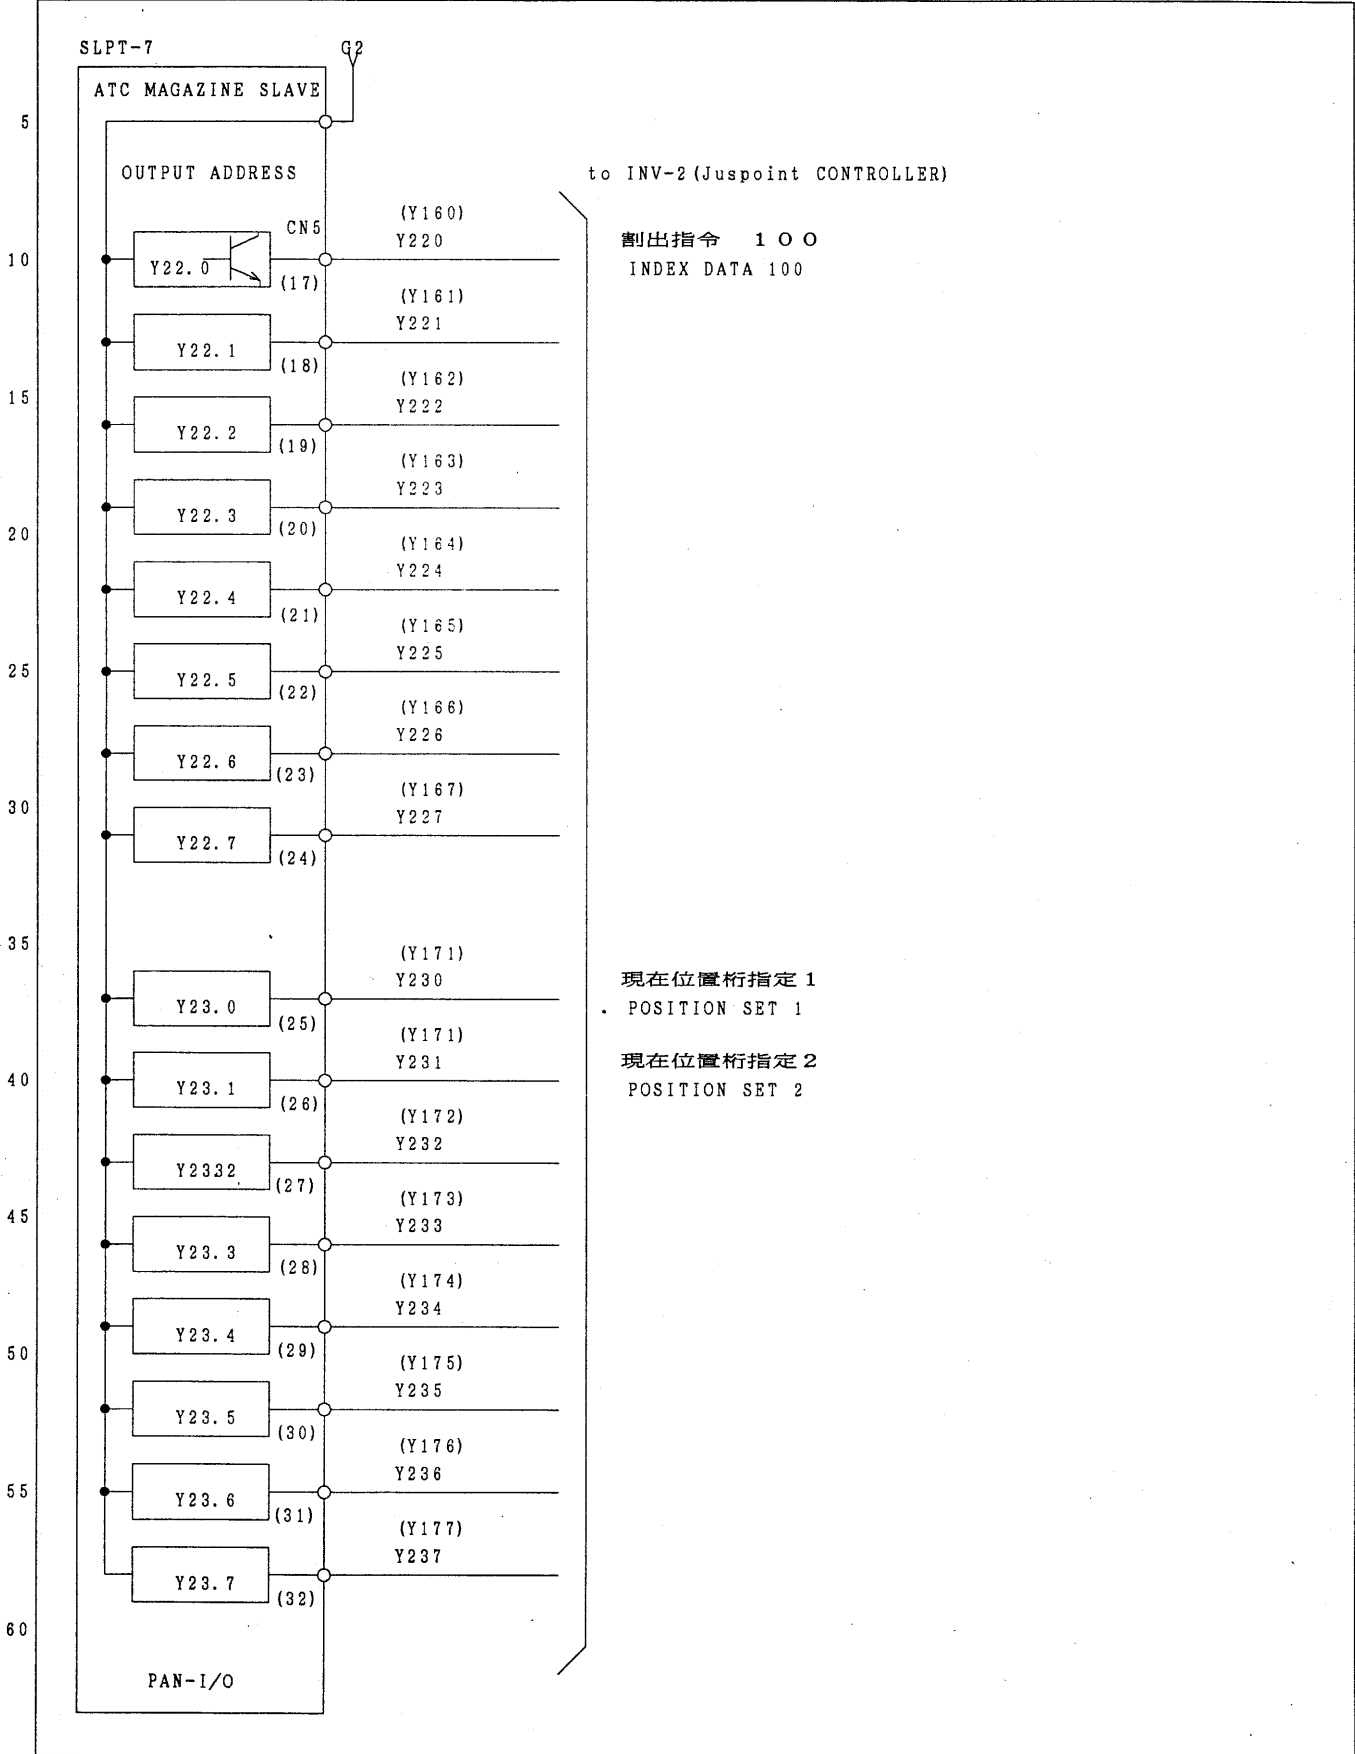 SLPT-7 G2
ATC MAGAZINE SLAVE
5
OUTPUT ADDRESS
to INV-2(Juspoint CONTROLLER)
CN5
(Y160)
Y220
割出指令 100
10
Y22.0
(17)
INDEX DATA 100
(Y161)
Y221
Y22.1
(18)
(Y162)
15
Y222
Y22.2
(19)
(Y163)
Y223
Y22.3
(20)
20
(Y164)
Y224
Y22.4
(21)
(Y165)
Y225
25
Y22.5
(22)
(Y166)
Y226
Y22.6
(23)
(Y167)
30
Y227
Y22.7
(24)
35
(Y171)
Y230
現在位置桁指定1
Y23.0
(25)
POSITION SET 1
(Y171)
Y231
現在位置桁指定2
40
Y23.1
(26)
POSITION SET 2
(Y172)
Y232
Y2332
(27)
(Y173)
45
Y233
Y23.3
(28)
(Y174)
Y234
Y23.4
(29)
50
(Y175)
Y235
Y23.5
(30)
(Y176)
Y236
55
Y23.6
(31)
(Y177)
Y237
Y23.7
(32)
60
PAN-I/O